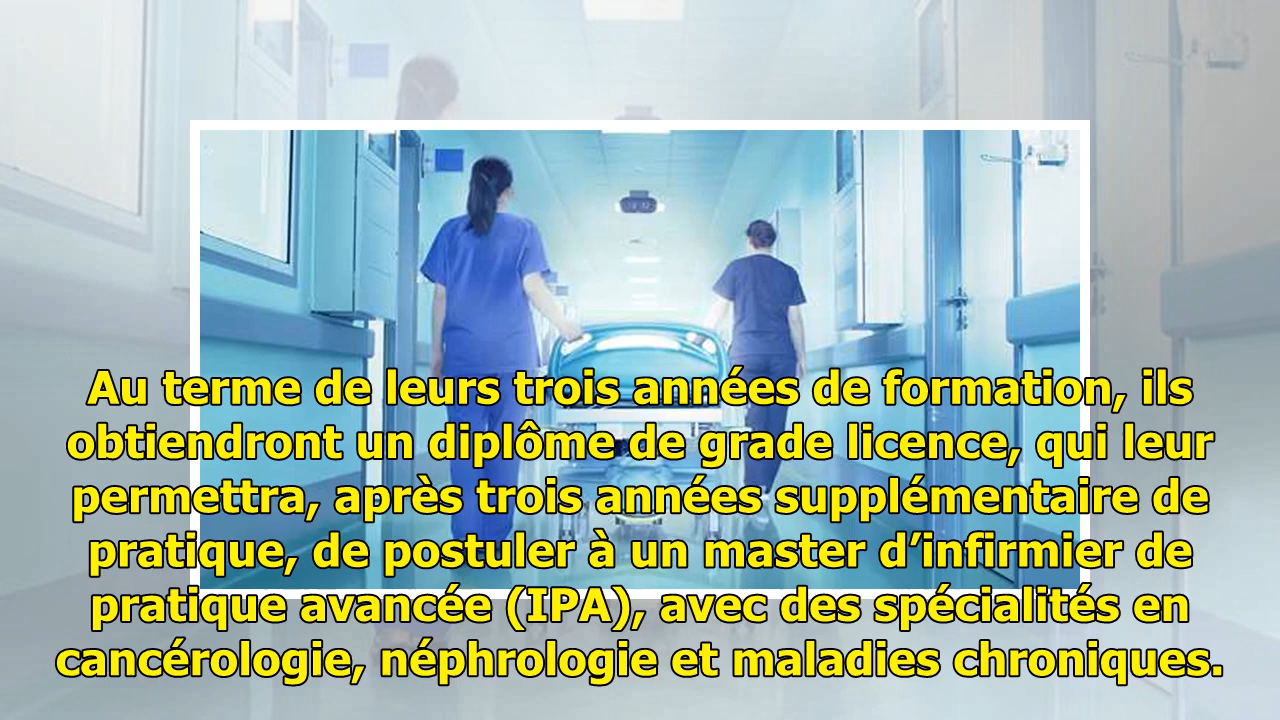 Au terme de leurs trois années de formation, ils
obtiendront un diplôme de grade licence, qui leur
permettra, après trois années supplémentaire de
pratique, de postuler à un master d’infirmier de
pratique avancée (IPA), avec des spécialités en
cancérologie, néphrologie et maladies chroniques.